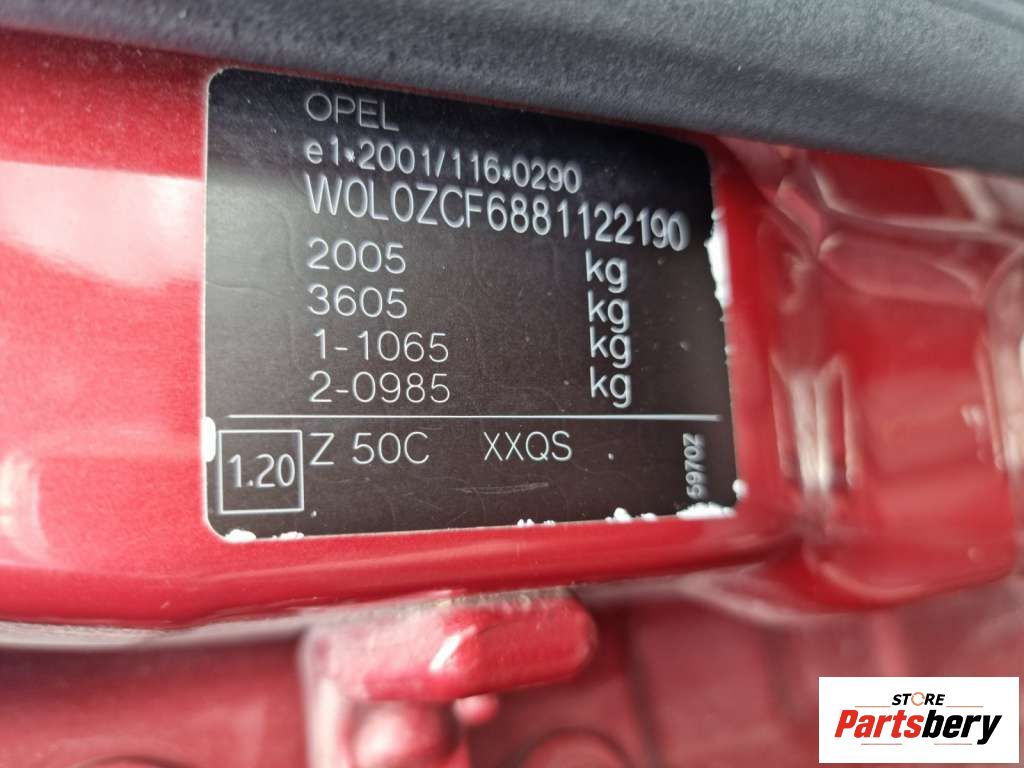 OPEL
e1*2001/116*0290
W0L0ZCF6881122190
2005 kg
3605 kg
1-1065 kg
2-0985 kg
1.20 Z 50C XXQS
5970Z
STORE
Partsbery